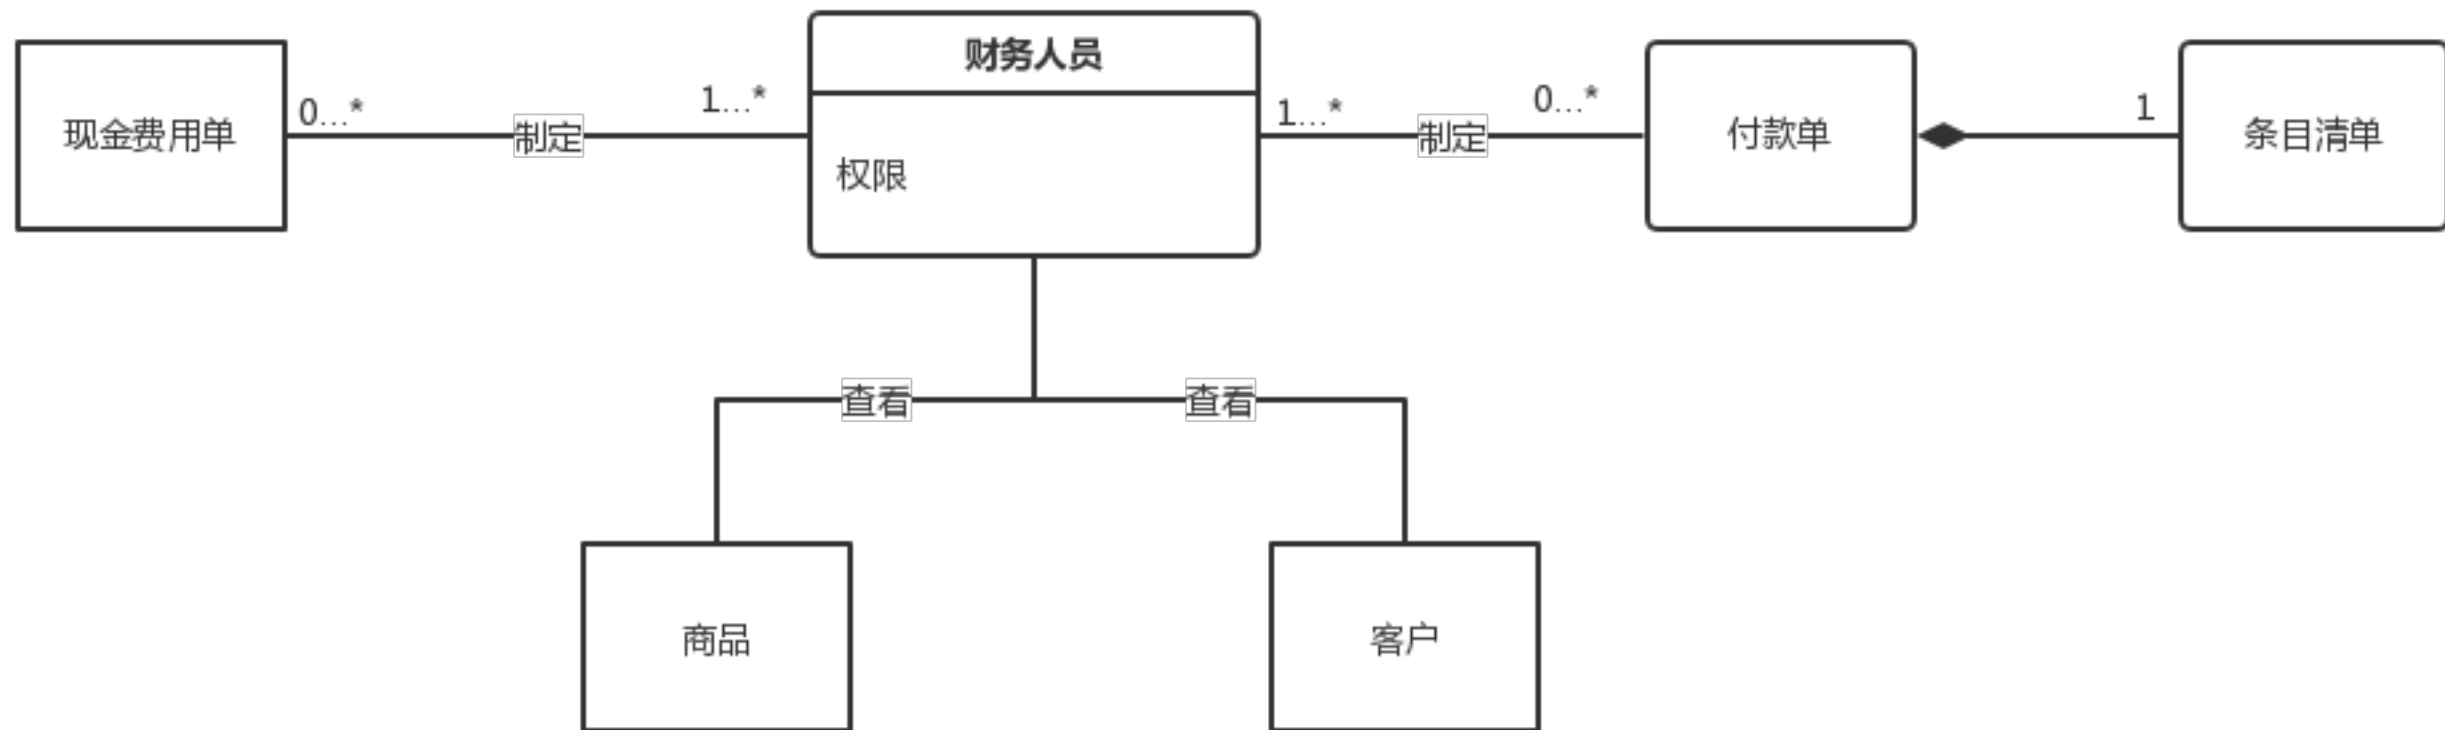 财务人员
现金费用单
0...*
制定
1...*
权限
1...*
制定
0...*
付款单
1
条目清单
查看
查看
商品
客户